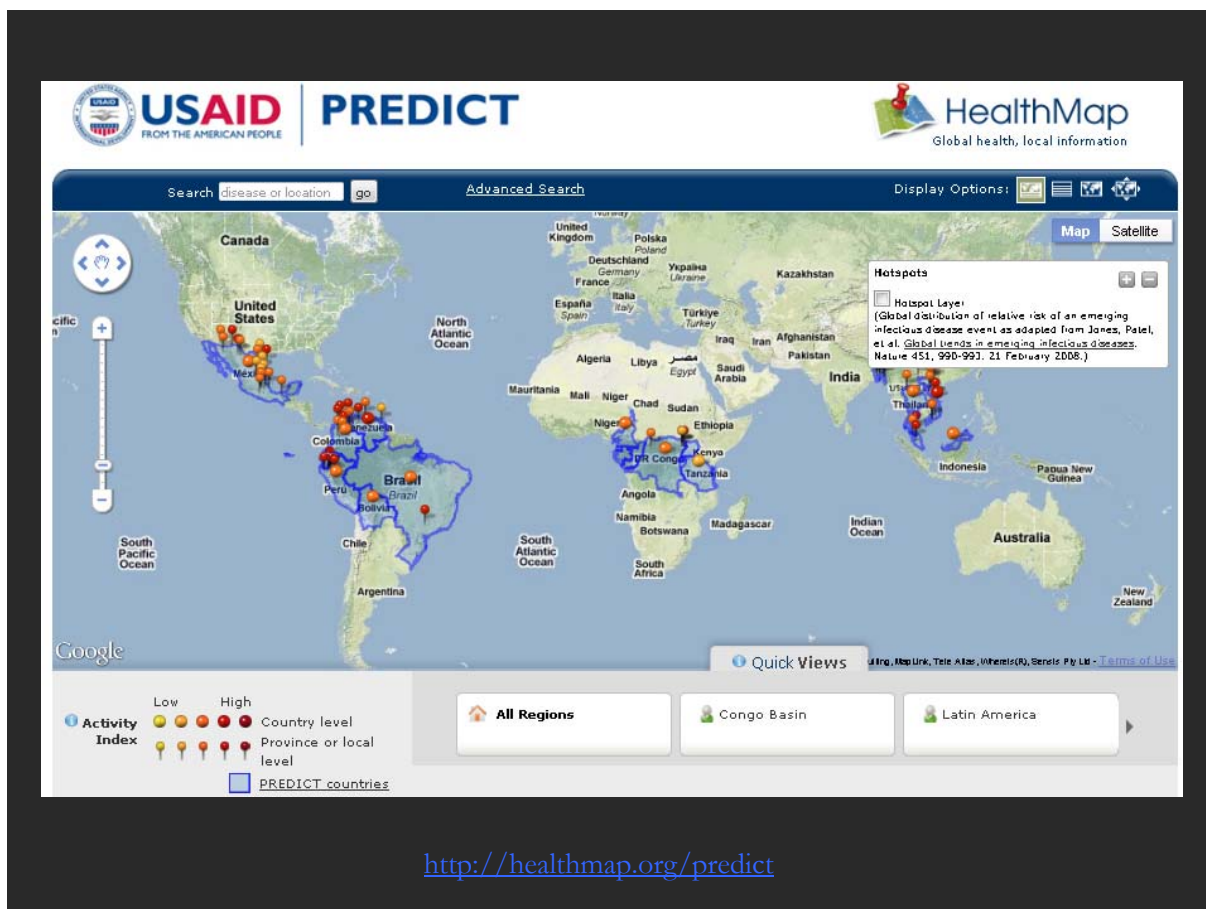 USAID
FROM THE AMERICAN PEOPLE
PREDICT
HealthMap
Global health, local information
Search disease or location go
Advanced Search
Display Options:
Map Satellite
Canada
United States
North Atlantic Ocean
United Kingdom
Polska
Poland
Deutschland
Germany
Україна
Ukraine
France
Italia
Italy
España
Spain
Türkiye
Turkey
Kazakhstan
Iraq
Iran
Afghanistan
Pakistan
Algeria
Libya
مصر
Egypt
Saudi Arabia
India
Mauritania
Mali
Niger
Chad
Sudan
Ethiopia
DR Congo
Kenya
Tanzania
Angola
Namibia
Botswana
Madagascar
South Africa
Colombia
Peru
Brasil
Brazil
Bolivia
Chile
Argentina
South Pacific Ocean
South Atlantic Ocean
Indian Ocean
Thailand
Indonesia
Papua New Guinea
Australia
New Zealand
Hotspots
Hotspot Layer
(Global distribution of relative risk of an emerging
infectious disease event as adapted from Jones, Patel,
et al. Global trends in emerging infectious diseases.
Nature 451, 990-993. 21 February 2008.)
Google
Quick Views
Terms of Use
Low High
Activity Index
Country level
Province or local
level
PREDICT countries
All Regions
Congo Basin
Latin America
http://healthmap.org/predict